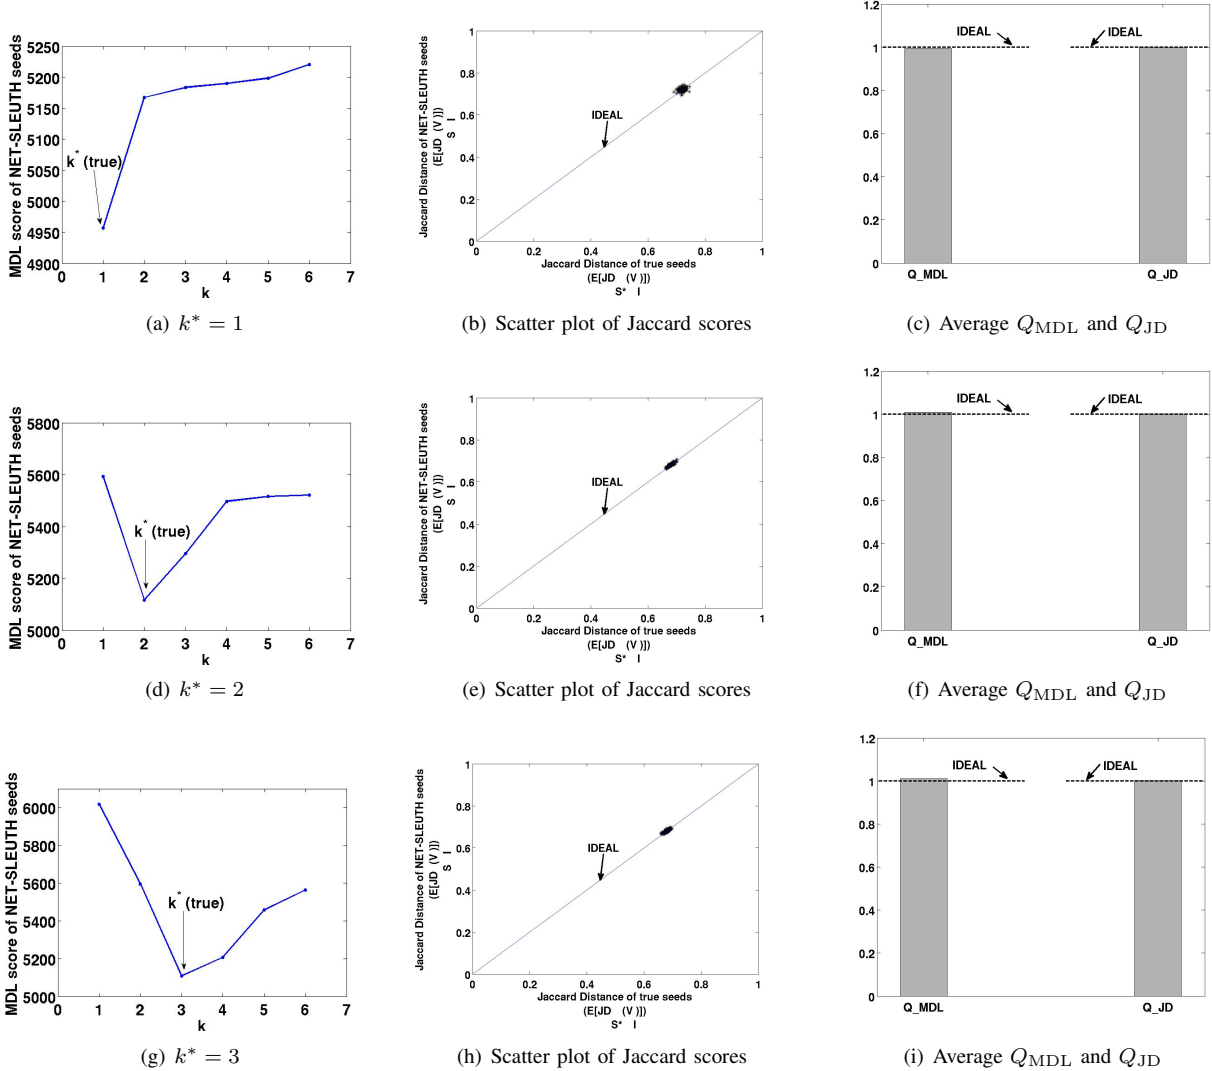 MDL score of NET-SLEUTH seeds
5250
5200
5150
5100
5050
5000
4950
4900
k* (true)
0 1 2 3 4 5 6 7
k
(a) k* = 1
Jaccard Distance of NET-SLEUTH seeds
(E[JD (V )])
S I
1
0.8
0.6
0.4
0.2
0
IDEAL
0 0.2 0.4 0.6 0.8 1
Jaccard Distance of true seeds
(E[JD (V )])
S* I
(b) Scatter plot of Jaccard scores
1.2
1
0.8
0.6
0.4
0.2
0
IDEAL IDEAL
Q_MDL Q_JD
(c) Average Q_MDL and Q_JD
MDL score of NET-SLEUTH seeds
5800
5600
5400
5200
5000
k* (true)
0 1 2 3 4 5 6 7
k
(d) k* = 2
Jaccard Distance of NET-SLEUTH seeds
(E[JD (V )])
S I
1
0.8
0.6
0.4
0.2
0
IDEAL
0 0.2 0.4 0.6 0.8 1
Jaccard Distance of true seeds
(E[JD (V )])
S* I
(e) Scatter plot of Jaccard scores
1.2
1
0.8
0.6
0.4
0.2
0
IDEAL IDEAL
Q_MDL Q_JD
(f) Average Q_MDL and Q_JD
MDL score of NET-SLEUTH seeds
6000
5800
5600
5400
5200
5000
k* (true)
0 1 2 3 4 5 6 7
k
(g) k* = 3
Jaccard Distance of NET-SLEUTH seeds
(E[JD (V )])
S I
1
0.8
0.6
0.4
0.2
0
IDEAL
0 0.2 0.4 0.6 0.8 1
Jaccard Distance of true seeds
(E[JD (V )])
S* I
(h) Scatter plot of Jaccard scores
1.2
1
0.8
0.6
0.4
0.2
0
IDEAL IDEAL
Q_MDL Q_JD
(i) Average Q_MDL and Q_JD